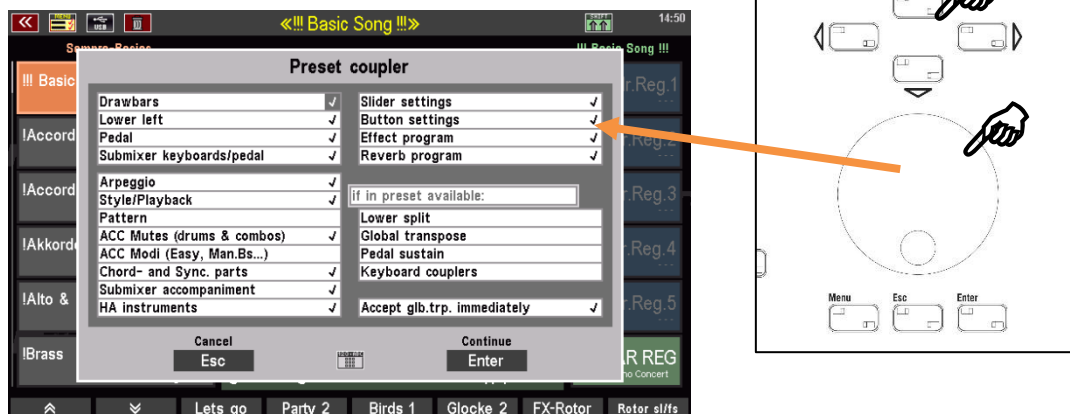 MENU
USB
«!!! Basic Song !!!»
SHIFT
14:50
!!! Basic Song !!!
!!! Basic
r.Reg.1
Preset coupler
Drawbars
Lower left
Pedal
Submixer keyboards/pedal
Slider settings
Button settings
Effect program
Reverb program
Arpeggio
Style/Playback
Pattern
ACC Mutes (drums & combos)
ACC Modi (Easy, Man.Bs...)
Chord- and Sync. parts
Submixer accompaniment
HA instruments
if in preset available:
Lower split
Global transpose
Pedal sustain
Keyboard couplers
Accept glb.trp. immediately
Cancel
Esc
Continue
Enter
!Accord
r.Reg.2
!Accord
r.Reg.3
!Akkord
r.Reg.4
!Alto &
r.Reg.5
!Brass
R REG
no Concert
Lets go
Party 2
Birds 1
Glocke 2
FX-Rotor
Rotor sl/fs
Menu
Esc
Enter